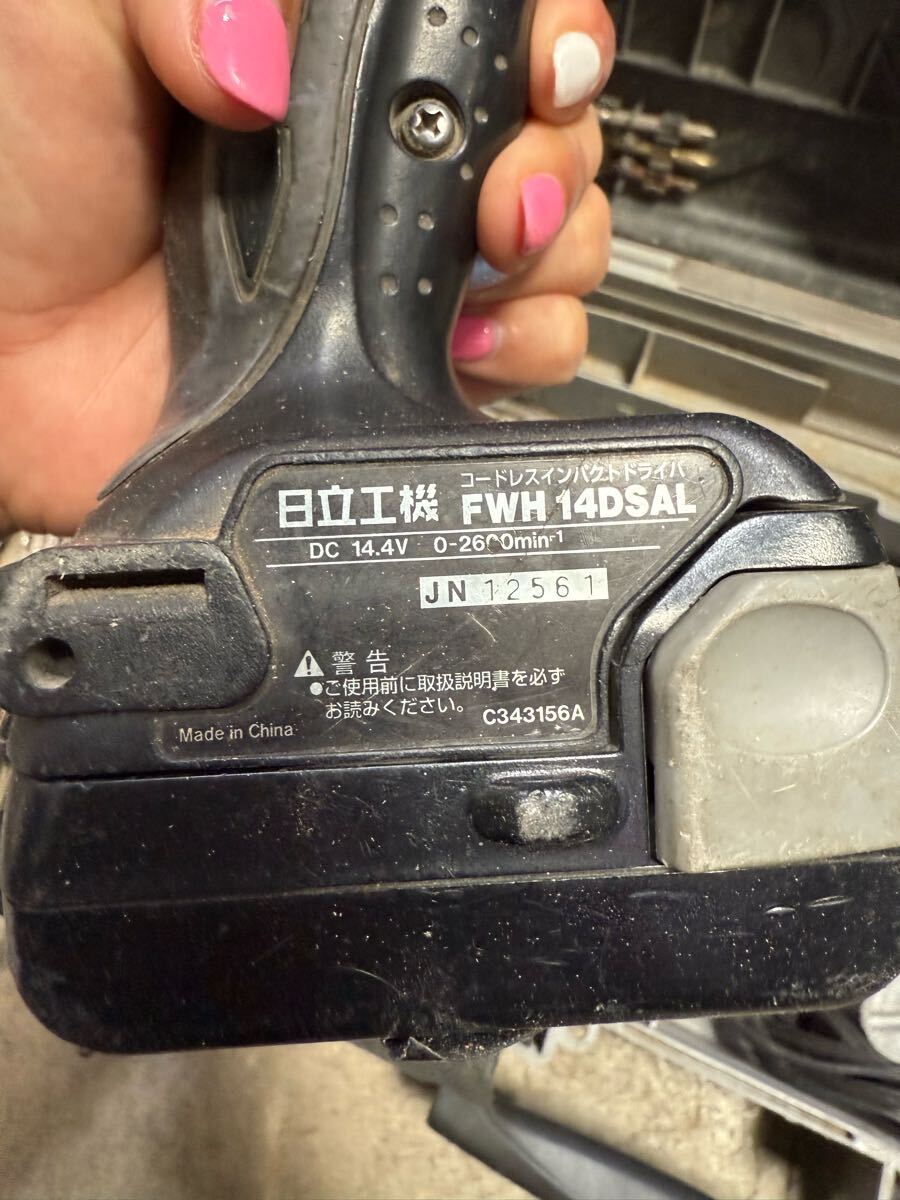 コードレスインパクトドライバ
日立工機 FWH 14DSAL
DC 14.4V 0-2600min-1
JN 12561
警告
●ご使用前に取扱説明書を必ず
お読みください。
C343156A
Made in China